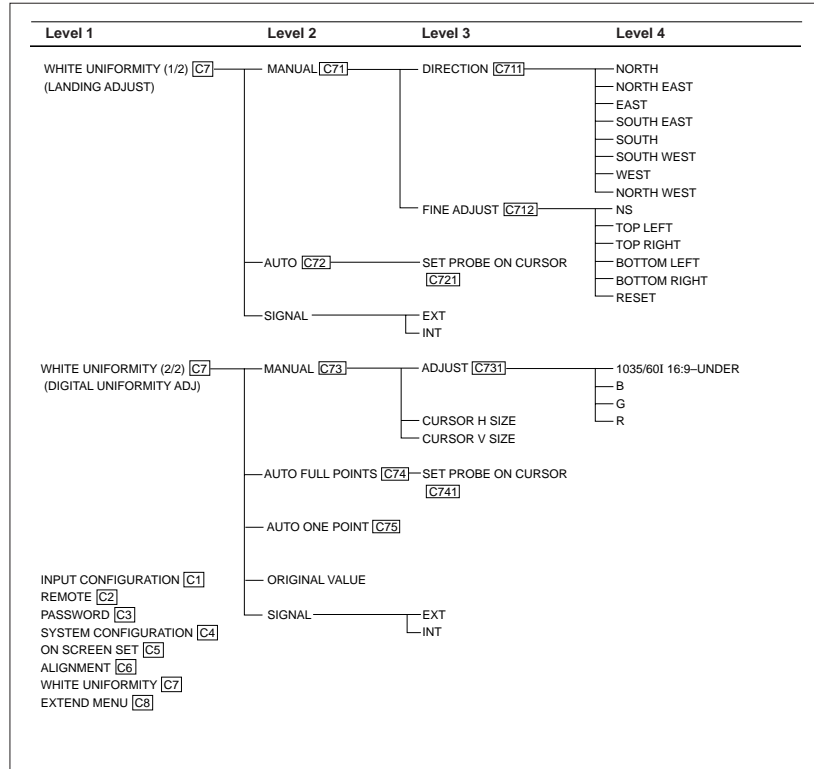 Level 1 Level 2 Level 3 Level 4
WHITE UNIFORMITY (1/2) C7 MANUAL C71 DIRECTION C711 NORTH
(LANDING ADJUST) NORTH EAST
EAST
SOUTH EAST
SOUTH
SOUTH WEST
WEST
NORTH WEST
FINE ADJUST C712 NS
TOP LEFT
TOP RIGHT
AUTO C72 SET PROBE ON CURSOR BOTTOM LEFT
C721 BOTTOM RIGHT
RESET
SIGNAL EXT
INT
WHITE UNIFORMITY (2/2) C7 MANUAL C73 ADJUST C731 1035/60I 16:9–UNDER
(DIGITAL UNIFORMITY ADJ) B
G
CURSOR H SIZE R
CURSOR V SIZE
AUTO FULL POINTS C74 SET PROBE ON CURSOR
C741
AUTO ONE POINT C75
INPUT CONFIGURATION C1 ORIGINAL VALUE
REMOTE C2
PASSWORD C3 SIGNAL EXT
SYSTEM CONFIGURATION C4 INT
ON SCREEN SET C5
ALIGNMENT C6
WHITE UNIFORMITY C7
EXTEND MENU C8